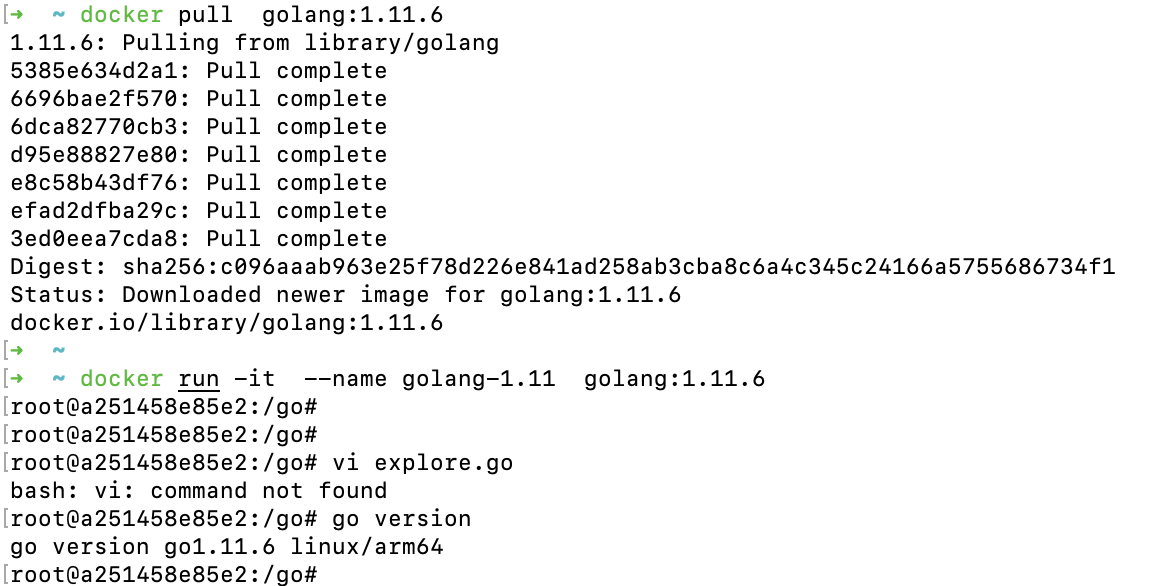 [→ ~ docker pull  golang:1.11.6
1.11.6: Pulling from library/golang
5385e634d2a1: Pull complete
6696bae2f570: Pull complete
6dca82770cb3: Pull complete
d95e88827e80: Pull complete
e8c58b43df76: Pull complete
efad2dfba29c: Pull complete
3ed0eea7cda8: Pull complete
Digest: sha256:c096aaab963e25f78d226e841ad258ab3cba8c6a4c345c24166a5755686734f1
Status: Downloaded newer image for golang:1.11.6
docker.io/library/golang:1.11.6
[→ ~
[→ ~ docker run -it  --name golang-1.11  golang:1.11.6
[root@a251458e85e2:/go#
[root@a251458e85e2:/go#
[root@a251458e85e2:/go# vi explore.go
bash: vi: command not found
[root@a251458e85e2:/go# go version
go version go1.11.6 linux/arm64
[root@a251458e85e2:/go#